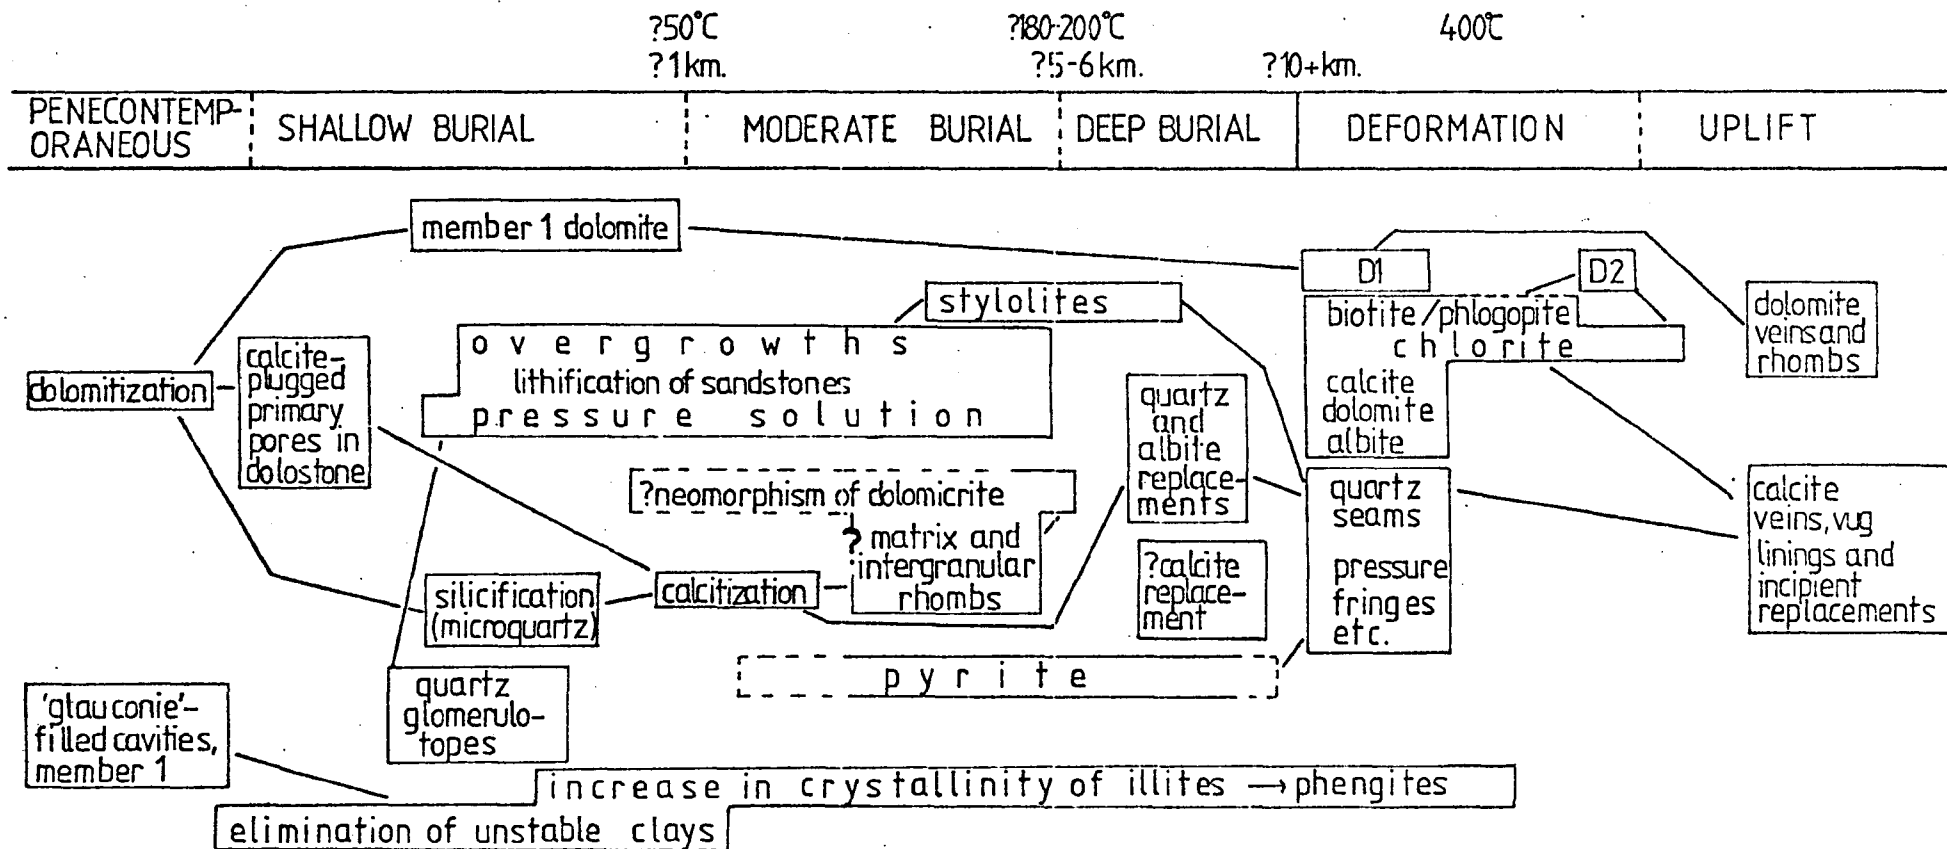 ?50°C
?180-200°C
400°C
?1km.
?5-6km.
?10+km.
PENECONTEMP-
ORANEOUS
SHALLOW BURIAL
MODERATE BURIAL
DEEP BURIAL
DEFORMATION
UPLIFT
member 1 dolomite
D1
D2
stylolites
biotite/phlogopite
chlorite
calcite
dolomite
albite
dolomite
veins and
rhombs
dolomitization
calcite-
plugged
primary
pores in
dolostone
overgrowths
lithification of sandstones
pressure solution
quartz
and
albite
replace-
ments
?neomorphism of dolomicrite
? matrix and
intergranular
rhombs
quartz
seams
pressure
fringes
etc.
calcite
veins, vug
linings and
incipient
replacements
silicification
(microquartz)
calcitization
?calcite
replace-
ment
pyrite
'glauconie'-
filled cavities,
member 1
quartz
glomerulo-
topes
increase in crystallinity of illites → phengites
elimination of unstable clays